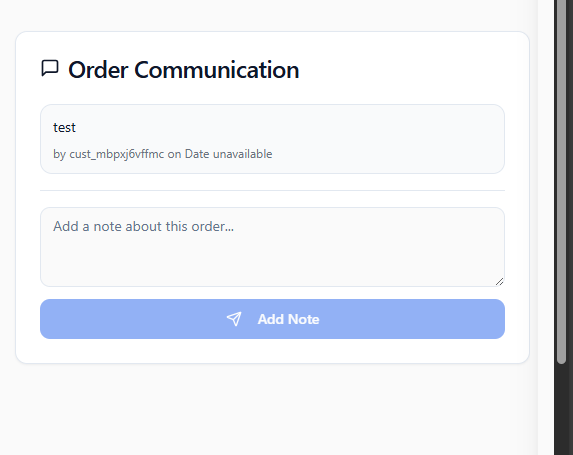 Order Communication
test
by cust_mbpxj6vffmc on Date unavailable
Add a note about this order...
Add Note